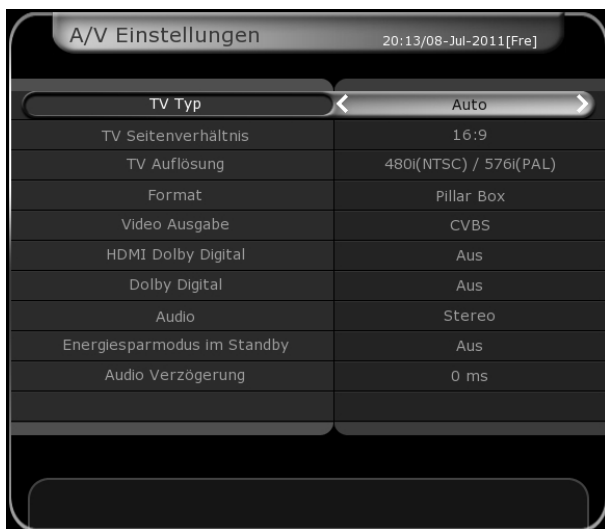 A/V Einstellungen
20:13/08-Jul-2011[Fre]
TV Typ Auto
TV Seitenverhältnis 16:9
TV Auflösung 480i(NTSC) / 576i(PAL)
Format Pillar Box
Video Ausgabe CVBS
HDMI Dolby Digital Aus
Dolby Digital Aus
Audio Stereo
Energiesparmodus im Standby Aus
Audio Verzögerung 0 ms